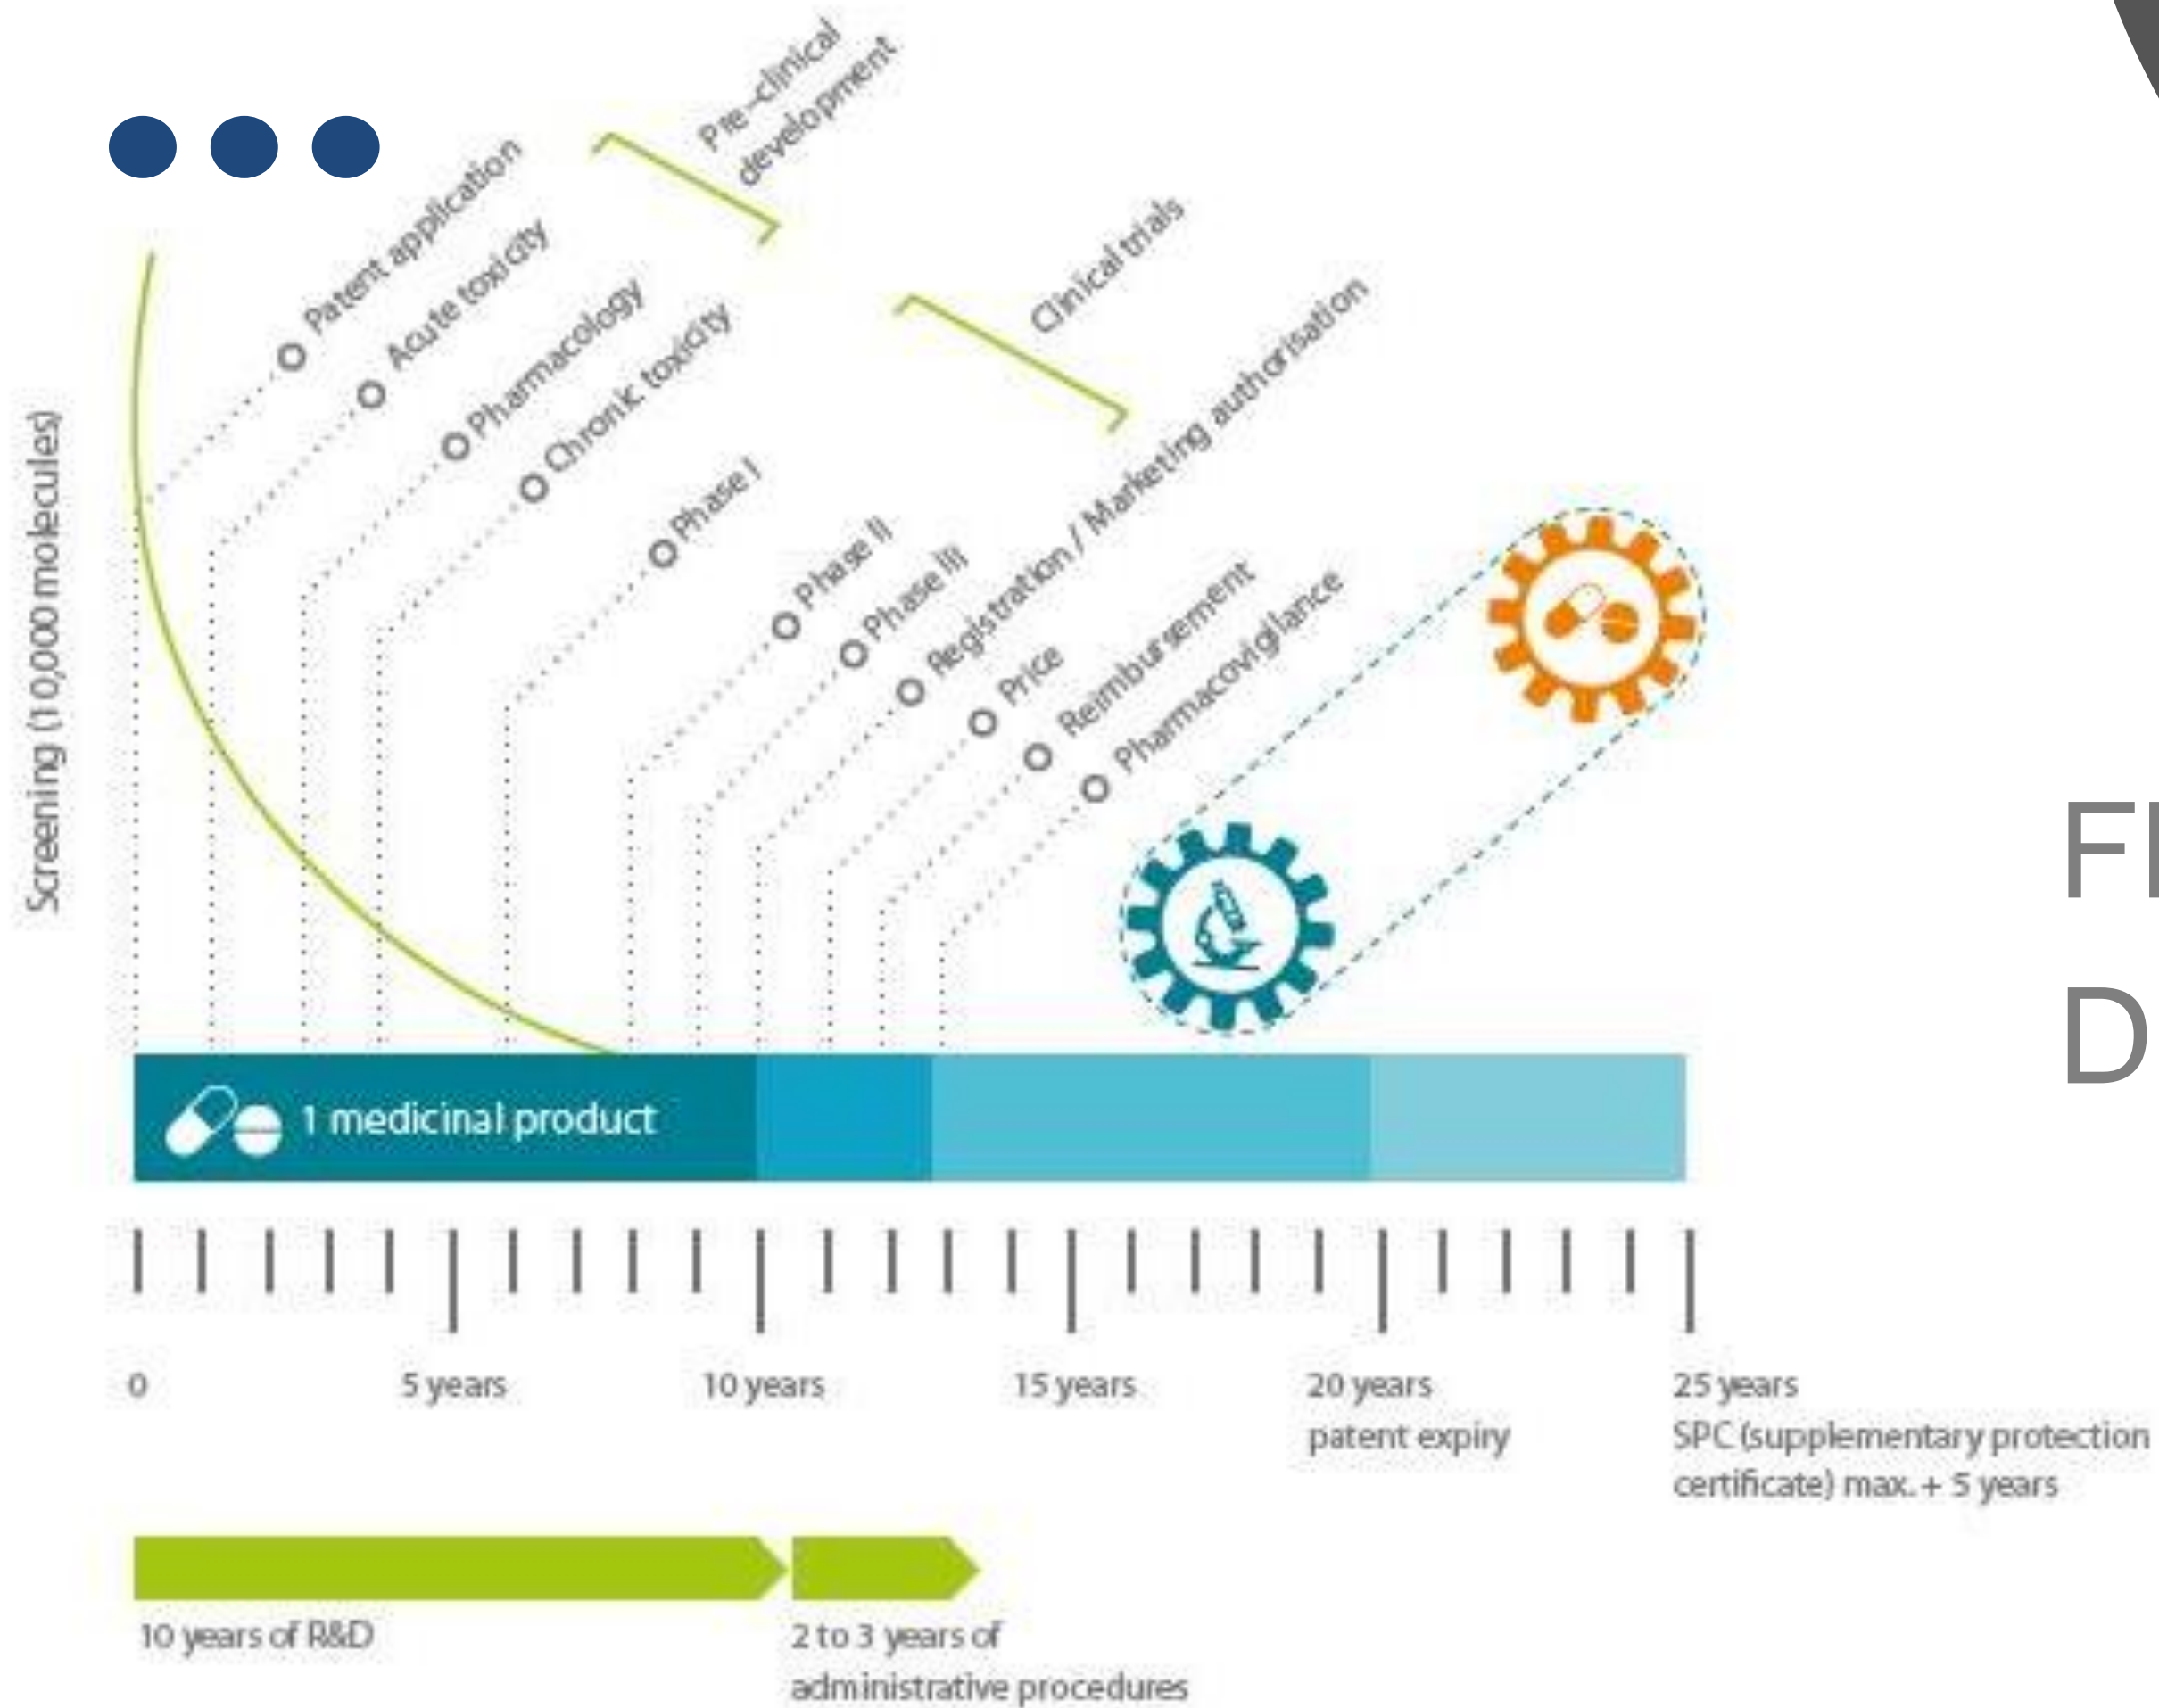 Pre-clinical
development
Clinical trials
Patent application
Acute toxicity
Pharmacology
Chronic toxicity
Phase I
Phase II
Phase III
Registration / Marketing authorisation
Price
Reimbursement
Pharmacovigilance
Screening (10,000 molecules)
1 medicinal product
0
5 years
10 years
15 years
20 years
patent expiry
25 years
SPC (supplementary protection
certificate) max. + 5 years
10 years of R&D
2 to 3 years of
administrative procedures